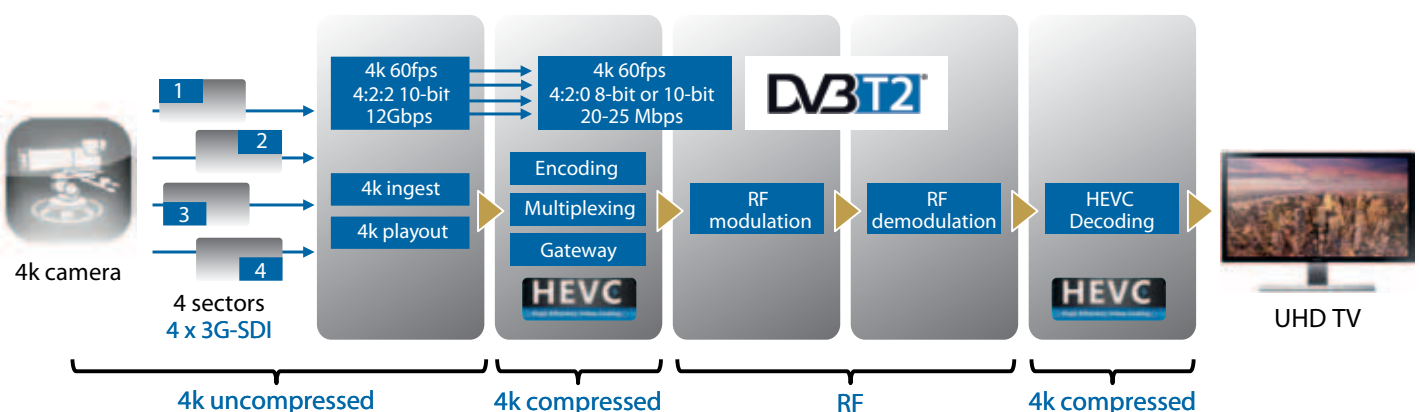 4k camera
1
2
3
4
4 sectors
4 x 3G-SDI
4k 60fps
4:2:2 10-bit
12Gbps
4k ingest
4k playout
4k 60fps
4:2:0 8-bit or 10-bit
20-25 Mbps
Encoding
Multiplexing
Gateway
HEVC
DVB T2
RF
modulation
RF
demodulation
HEVC
Decoding
HEVC
UHD TV
4k uncompressed
4k compressed
RF
4k compressed